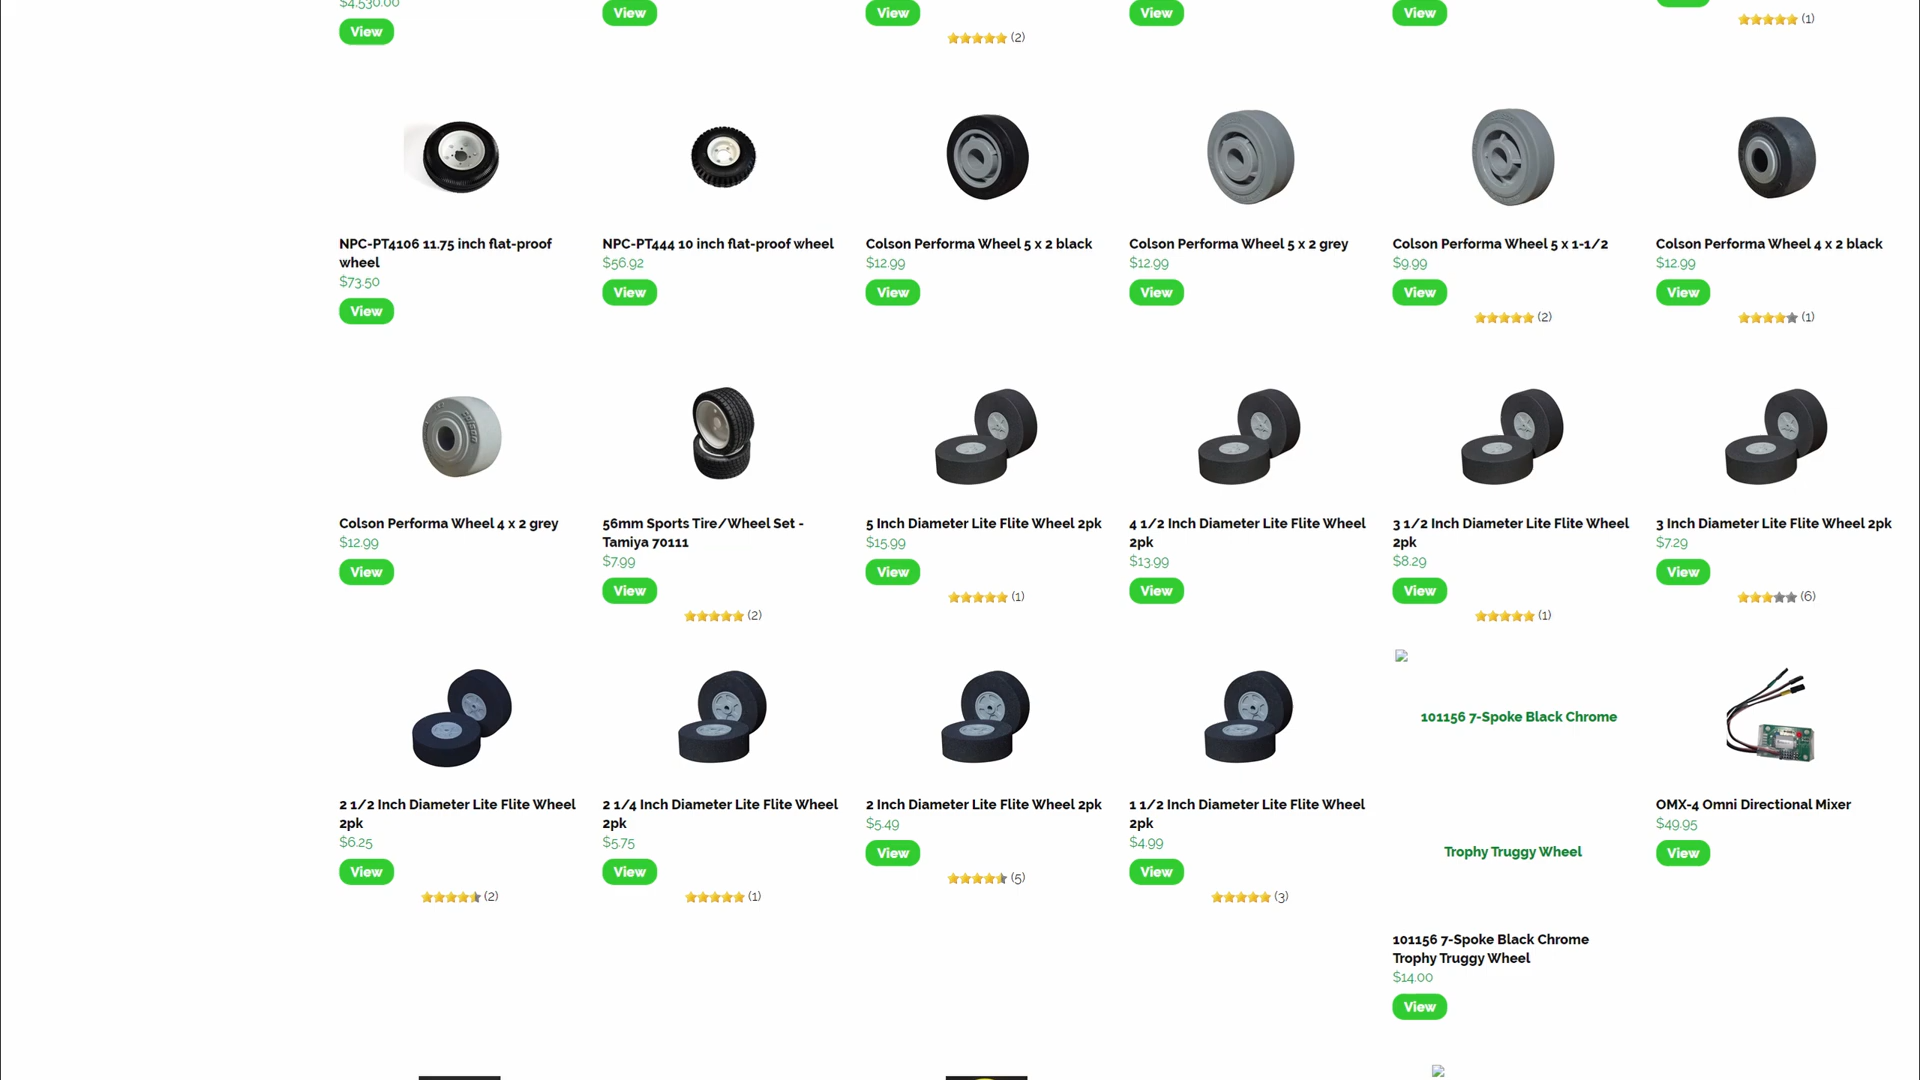 $4,530.00
View
View
View
(2)
View
View
(1)
NPC-PT4106 11.75 inch flat-proof
wheel
$73.50
View
NPC-PT444 10 inch flat-proof wheel
$56.92
View
Colson Performa Wheel 5 x 2 black
$12.99
View
Colson Performa Wheel 5 x 2 grey
$12.99
View
Colson Performa Wheel 5 x 1-1/2
$9.99
View
(2)
Colson Performa Wheel 4 x 2 black
$12.99
View
(1)
Colson Performa Wheel 4 x 2 grey
$12.99
View
56mm Sports Tire/Wheel Set -
Tamiya 70111
$7.99
View
(2)
5 Inch Diameter Lite Flite Wheel 2pk
$15.99
View
(1)
4 1/2 Inch Diameter Lite Flite Wheel
2pk
$13.99
View
3 1/2 Inch Diameter Lite Flite Wheel
2pk
$8.29
View
(1)
3 Inch Diameter Lite Flite Wheel 2pk
$7.29
View
(6)
2 1/2 Inch Diameter Lite Flite Wheel
2pk
$6.25
View
(2)
2 1/4 Inch Diameter Lite Flite Wheel
2pk
$5.75
View
(1)
2 Inch Diameter Lite Flite Wheel 2pk
$5.49
View
(5)
1 1/2 Inch Diameter Lite Flite Wheel
2pk
$4.99
View
(3)
101156 7-Spoke Black Chrome
Trophy Truggy Wheel
101156 7-Spoke Black Chrome
Trophy Truggy Wheel
$14.00
View
OMX-4 Omni Directional Mixer
$49.95
View